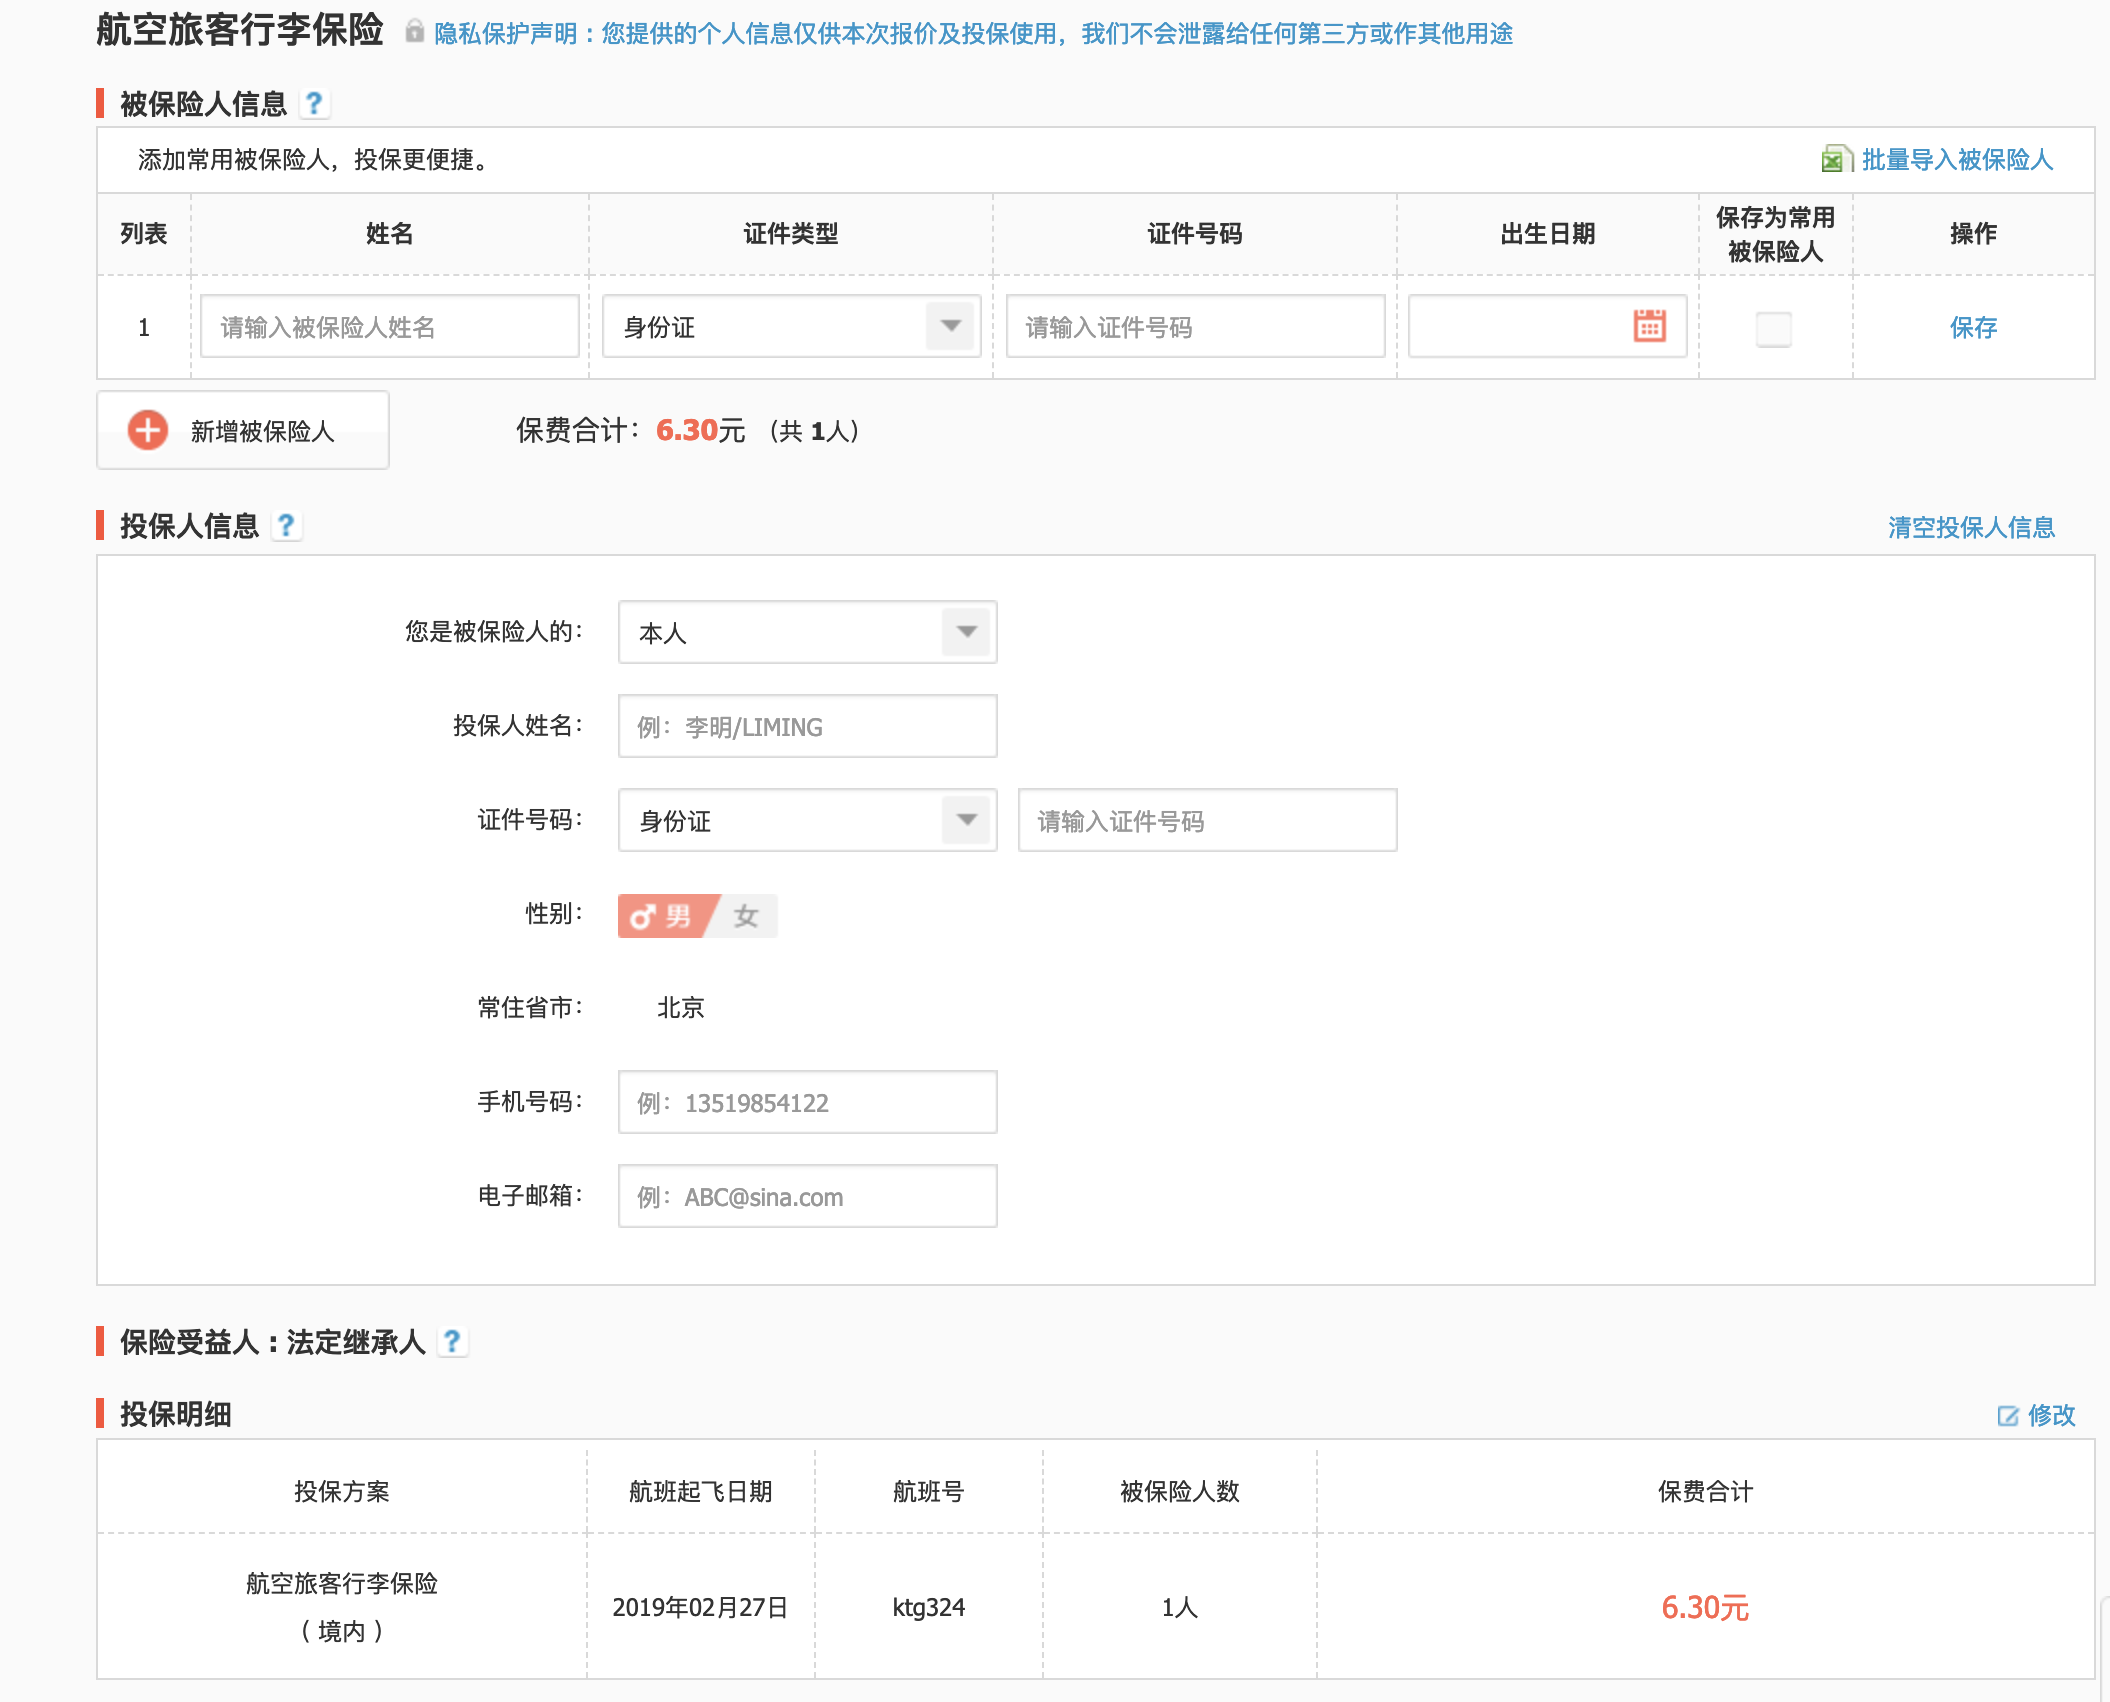 航空旅客行李保险 隐私保护声明：您提供的个人信息仅供本次报价及投保使用，我们不会泄露给任何第三方或作其他用途
被保险人信息 ?
添加常用被保险人，投保更便捷。 批量导入被保险人
列表 姓名 证件类型 证件号码 出生日期 保存为常用被保险人 操作
1 请输入被保险人姓名 身份证 请输入证件号码 保存
新增被保险人 保费合计：6.30元 （共 1人）
投保人信息 ? 清空投保人信息
您是被保险人的： 本人
投保人姓名： 例：李明/LIMING
证件号码： 身份证 请输入证件号码
性别： 男 女
常住省市： 北京
手机号码： 例：13519854122
电子邮箱： 例：ABC@sina.com
保险受益人：法定继承人 ?
投保明细 修改
投保方案 航班起飞日期 航班号 被保险人数 保费合计
航空旅客行李保险
（境内） 2019年02月27日 ktg324 1人 6.30元